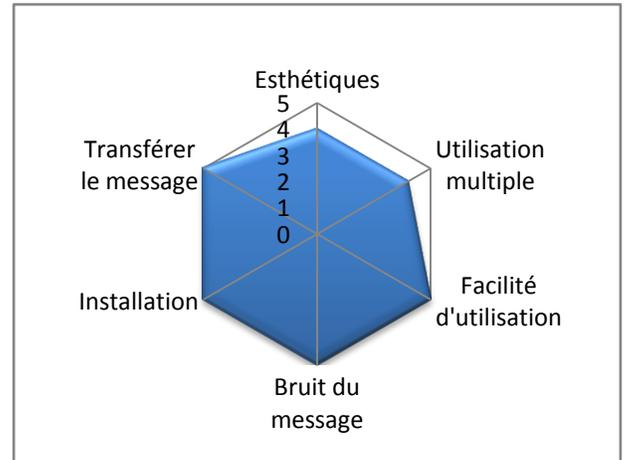 Esthétiques
5
4
3
2
1
0
Utilisation
multiple
Facilité
d'utilisation
Bruit du
message
Installation
Transférer
le message